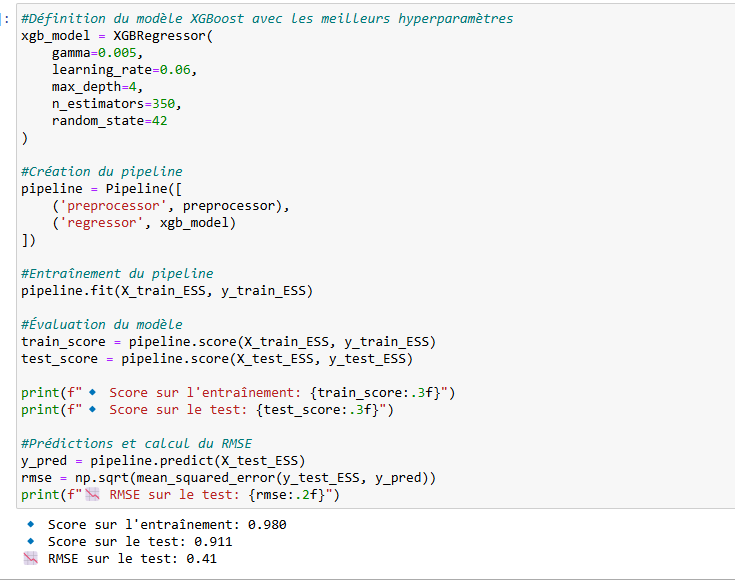 #Définition du modèle XGBoost avec les meilleurs hyperparamètres
xgb_model = XGBRegressor(
    gamma=0.005,
    learning_rate=0.06,
    max_depth=4,
    n_estimators=350,
    random_state=42
)
#Création du pipeline
pipeline = Pipeline([
    ('preprocessor', preprocessor),
    ('regressor', xgb_model)
])
#Entraînement du pipeline
pipeline.fit(X_train_ESS, y_train_ESS)
#Évaluation du modèle
train_score = pipeline.score(X_train_ESS, y_train_ESS)
test_score = pipeline.score(X_test_ESS, y_test_ESS)
print(f"🔹 Score sur l'entraînement: {train_score:.3f}")
print(f"🔹 Score sur le test: {test_score:.3f}")
#Prédictions et calcul du RMSE
y_pred = pipeline.predict(X_test_ESS)
rmse = np.sqrt(mean_squared_error(y_test_ESS, y_pred))
print(f"📉 RMSE sur le test: {rmse:.2f}")
🔹 Score sur l'entraînement: 0.980
🔹 Score sur le test: 0.911
📉 RMSE sur le test: 0.41